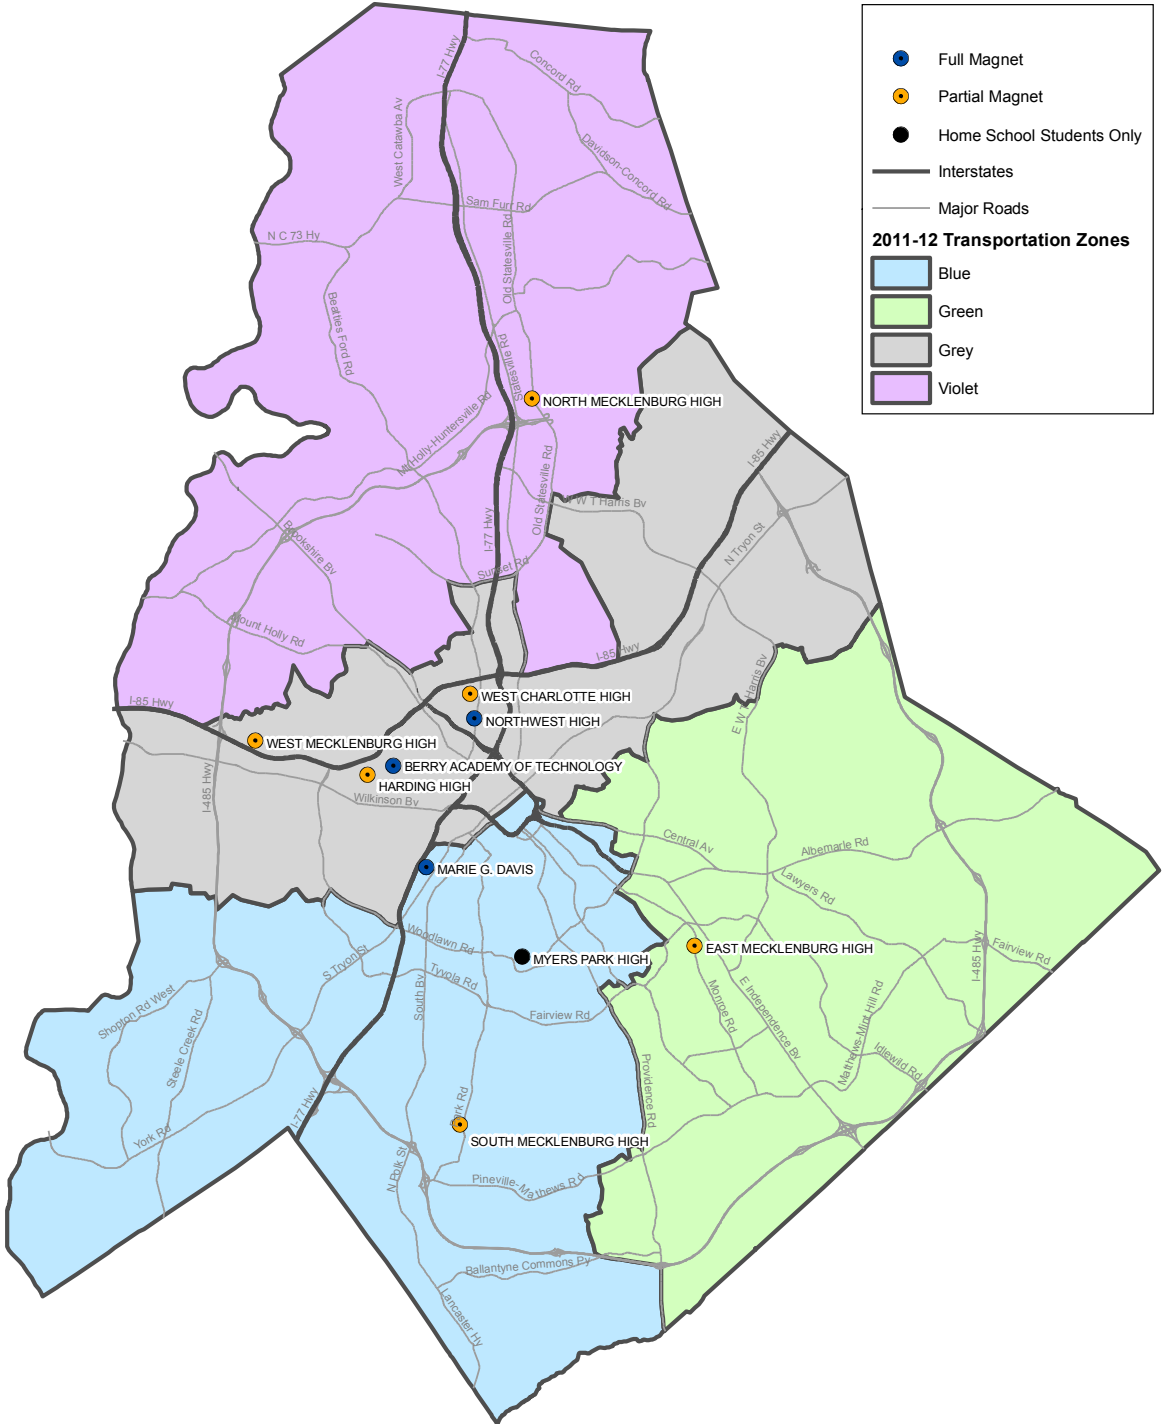 Full Magnet
Partial Magnet
Home School Students Only
Interstates
Major Roads
2011-12 Transportation Zones
Blue
Green
Grey
Violet
I-77 Hwy
Concord Rd
West Catawba Av
Davidson-Concord Rd
Sam Furr Rd
N C 73 Hy
Old Statesville Rd
Beatties Ford Rd
Statesville Rd
NORTH MECKLENBURG HIGH
Mt Holly-Huntersville Rd
I-85 Hwy
Old Statesville Rd
W T Harris Bv
I-77 Hwy
Brookshire Bv
N Tryon St
Sunset Rd
Mount Holly Rd
I-85 Hwy
E W T Harris Bv
I-85 Hwy
WEST CHARLOTTE HIGH
NORTHWEST HIGH
WEST MECKLENBURG HIGH
BERRY ACADEMY OF TECHNOLOGY
HARDING HIGH
I-485 Hwy
Wilkinson Bv
Central Av
Albemarle Rd
MARIE G. DAVIS
Lawyers Rd
Woodlawn Rd
EAST MECKLENBURG HIGH
Fairview Rd
S Tryon St
MYERS PARK HIGH
I-485 Hwy
Tyvola Rd
South Bv
Monroe Rd
E Independence Bv
Shopton Rd West
Fairview Rd
Matthews-Mint Hill Rd
Steele Creek Rd
Idlewild Rd
Providence Rd
I-77 Hwy
Park Rd
York Rd
SOUTH MECKLENBURG HIGH
N Polk St
Pineville-Mathews Rd
Ballantyne Commons Py
Lancaster Hy